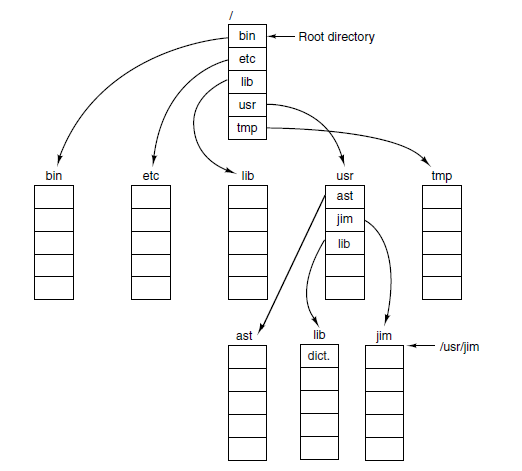 /
bin
Root directory
etc
lib
usr
tmp
bin
etc
lib
usr
tmp
ast
jim
lib
ast
lib
jim
/usr/jim
dict.